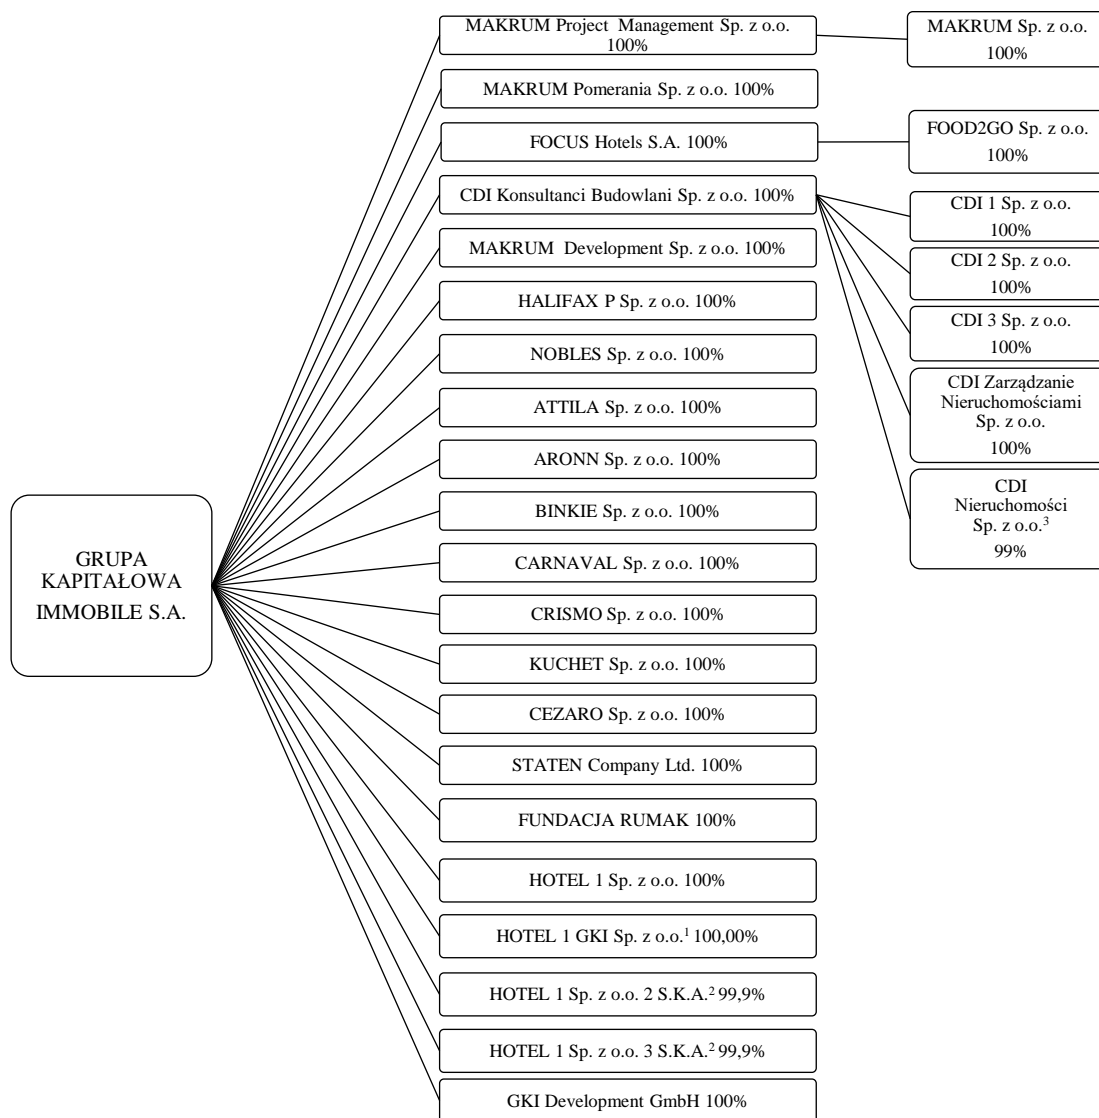 GRUPA
KAPITAŁOWA
IMMOBILE S.A.
MAKRUM Project Management Sp. z o.o.
100%
MAKRUM Pomerania Sp. z o.o. 100%
FOCUS Hotels S.A. 100%
CDI Konsultanci Budowlani Sp. z o.o. 100%
MAKRUM Development Sp. z o.o. 100%
HALIFAX P Sp. z o.o. 100%
NOBLES Sp. z o.o. 100%
ATTILA Sp. z o.o. 100%
ARONN Sp. z o.o. 100%
BINKIE Sp. z o.o. 100%
CARNAVAL Sp. z o.o. 100%
CRISMO Sp. z o.o. 100%
KUCHET Sp. z o.o. 100%
CEZARO Sp. z o.o. 100%
STATEN Company Ltd. 100%
FUNDACJA RUMAK 100%
HOTEL 1 Sp. z o.o. 100%
HOTEL 1 GKI Sp. z o.o.¹ 100,00%
HOTEL 1 Sp. z o.o. 2 S.K.A.² 99,9%
HOTEL 1 Sp. z o.o. 3 S.K.A.² 99,9%
GKI Development GmbH 100%
MAKRUM Sp. z o.o.
100%
FOOD2GO Sp. z o.o.
100%
CDI 1 Sp. z o.o.
100%
CDI 2 Sp. z o.o.
100%
CDI 3 Sp. z o.o.
100%
CDI Zarządzanie
Nieruchomościami
Sp. z o.o.
100%
CDI
Nieruchomości
Sp. z o.o.³
99%